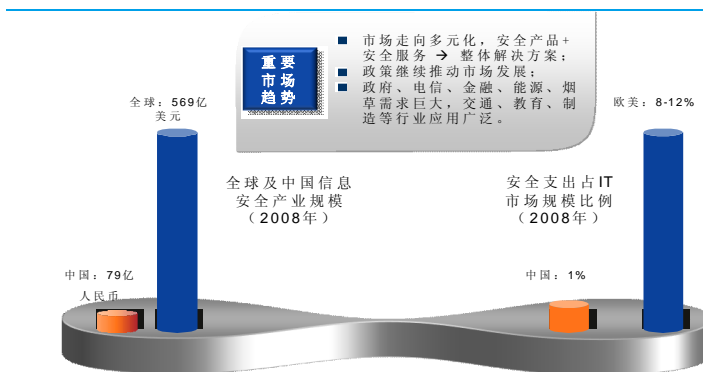 重要
市场
趋势
市场走向多元化，安全产品+
安全服务 → 整体解决方案；
政策继续推动市场发展；
政府、电信、金融、能源、烟
草需求巨大，交通、教育、制
造等行业应用广泛。
全球：569亿
美元
欧美：8-12%
全球及中国信息
安全产业规模
（2008年）
安全支出占IT
市场规模比例
（2008年）
中国：79亿
人民币
中国：1%